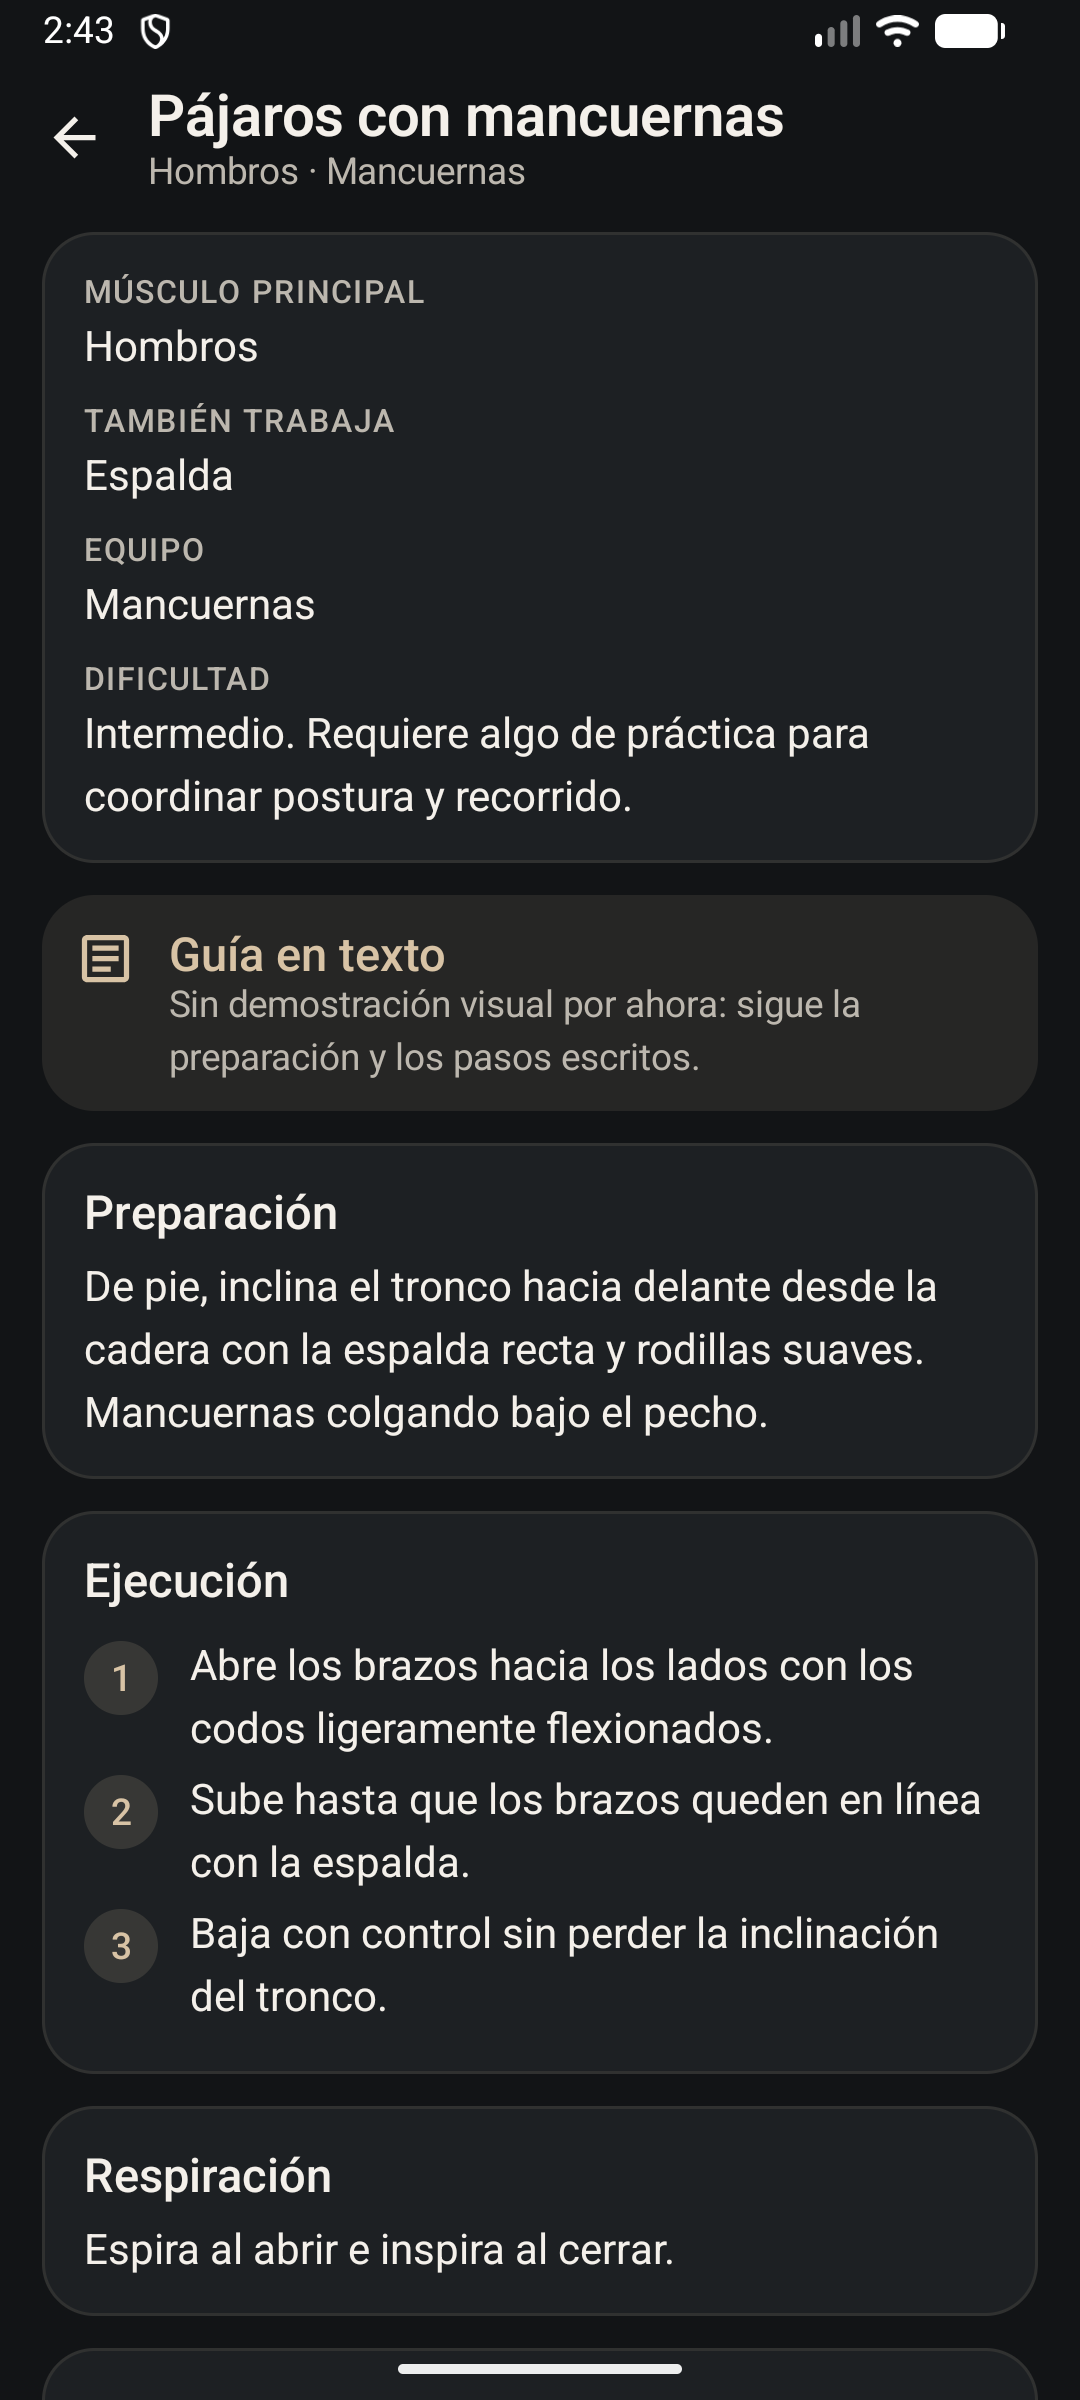 2:43
Pájaros con mancuernas
Hombros · Mancuernas
MÚSCULO PRINCIPAL
Hombros
TAMBIÉN TRABAJA
Espalda
EQUIPO
Mancuernas
DIFICULTAD
Intermedio. Requiere algo de práctica para
coordinar postura y recorrido.
Guía en texto
Sin demostración visual por ahora: sigue la
preparación y los pasos escritos.
Preparación
De pie, inclina el tronco hacia delante desde la
cadera con la espalda recta y rodillas suaves.
Mancuernas colgando bajo el pecho.
Ejecución
1 Abre los brazos hacia los lados con los
codos ligeramente flexionados.
2 Sube hasta que los brazos queden en línea
con la espalda.
3 Baja con control sin perder la inclinación
del tronco.
Respiración
Espira al abrir e inspira al cerrar.